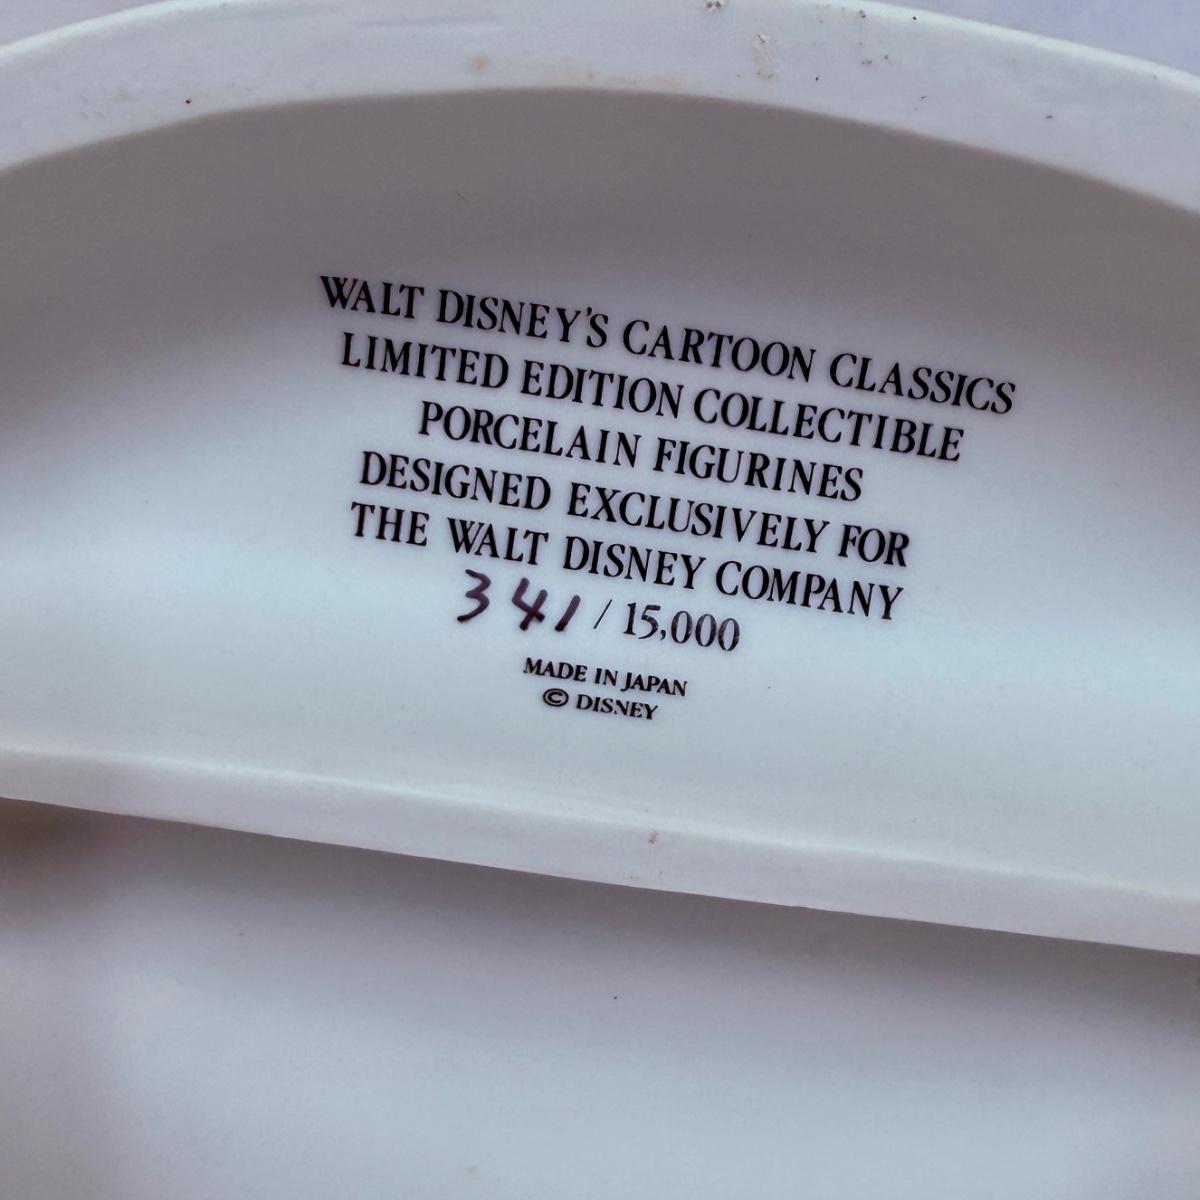 WALT DISNEY'S CARTOON CLASSICS
LIMITED EDITION COLLECTIBLE
PORCELAIN FIGURINES
DESIGNED EXCLUSIVELY FOR
THE WALT DISNEY COMPANY
341 / 15,000
MADE IN JAPAN
© DISNEY